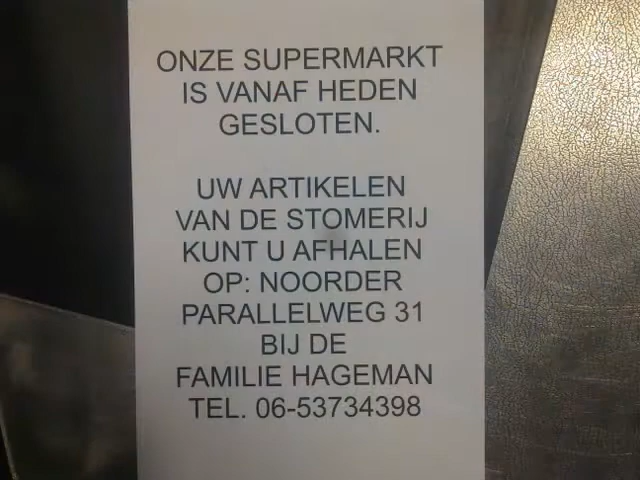 ONZE SUPERMARKT
IS VANAF HEDEN
GESLOTEN.
UW ARTIKELEN
VAN DE STOMERIJ
KUNT U AFHALEN
OP: NOORDER
PARALLELWEG 31
BIJ DE
FAMILIE HAGEMAN
TEL. 06-53734398